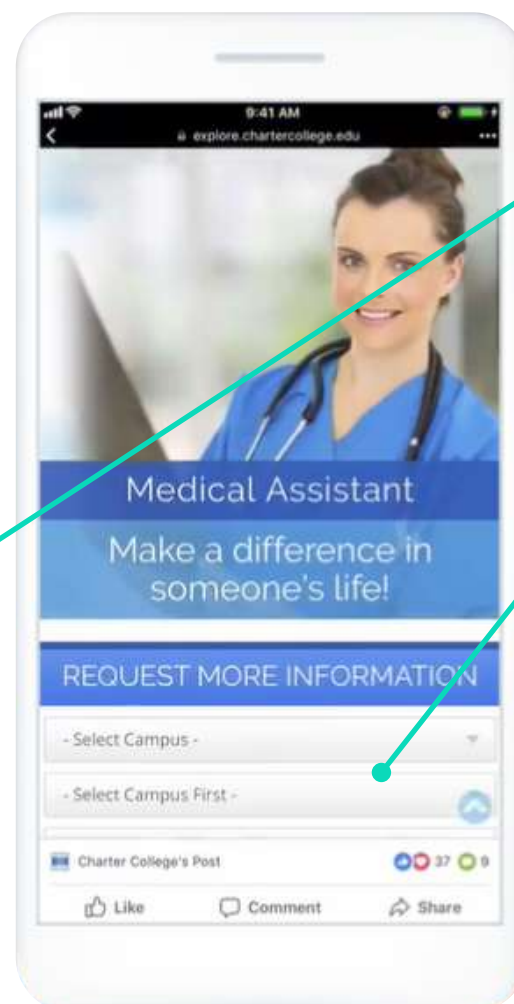 9:41 AM
explore.chartercollege.edu
Medical Assistant
Make a difference in
someone's life!
REQUEST MORE INFORMATION
- Select Campus -
- Select Campus First -
Charter College's Post
37
9
Like
Comment
Share